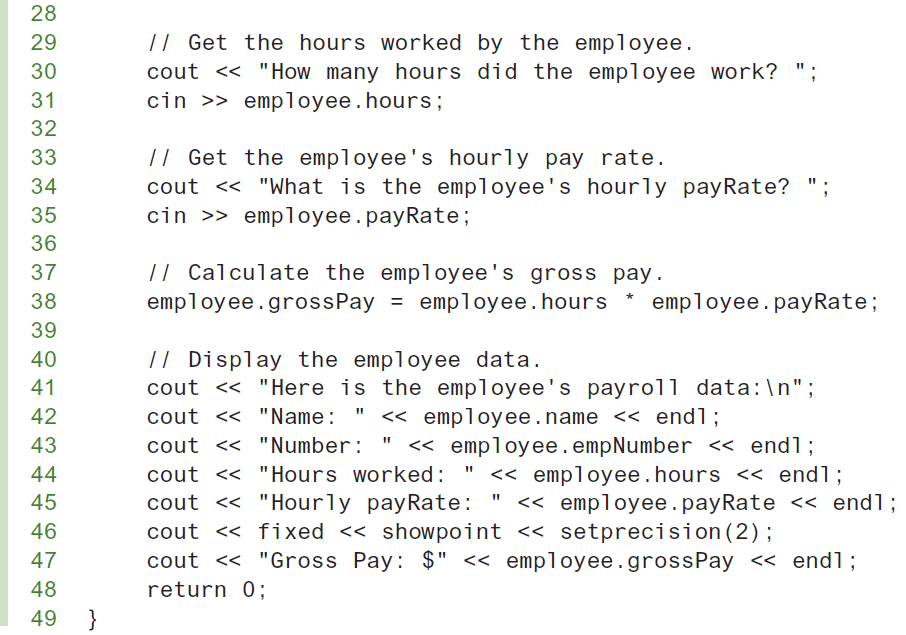 28
29 // Get the hours worked by the employee.
30 cout << "How many hours did the employee work? ";
31 cin >> employee.hours;
32
33 // Get the employee's hourly pay rate.
34 cout << "What is the employee's hourly payRate? ";
35 cin >> employee.payRate;
36
37 // Calculate the employee's gross pay.
38 employee.grossPay = employee.hours * employee.payRate;
39
40 // Display the employee data.
41 cout << "Here is the employee's payroll data:\n";
42 cout << "Name: " << employee.name << endl;
43 cout << "Number: " << employee.empNumber << endl;
44 cout << "Hours worked: " << employee.hours << endl;
45 cout << "Hourly payRate: " << employee.payRate << endl;
46 cout << fixed << showpoint << setprecision(2);
47 cout << "Gross Pay: $" << employee.grossPay << endl;
48 return 0;
49 }